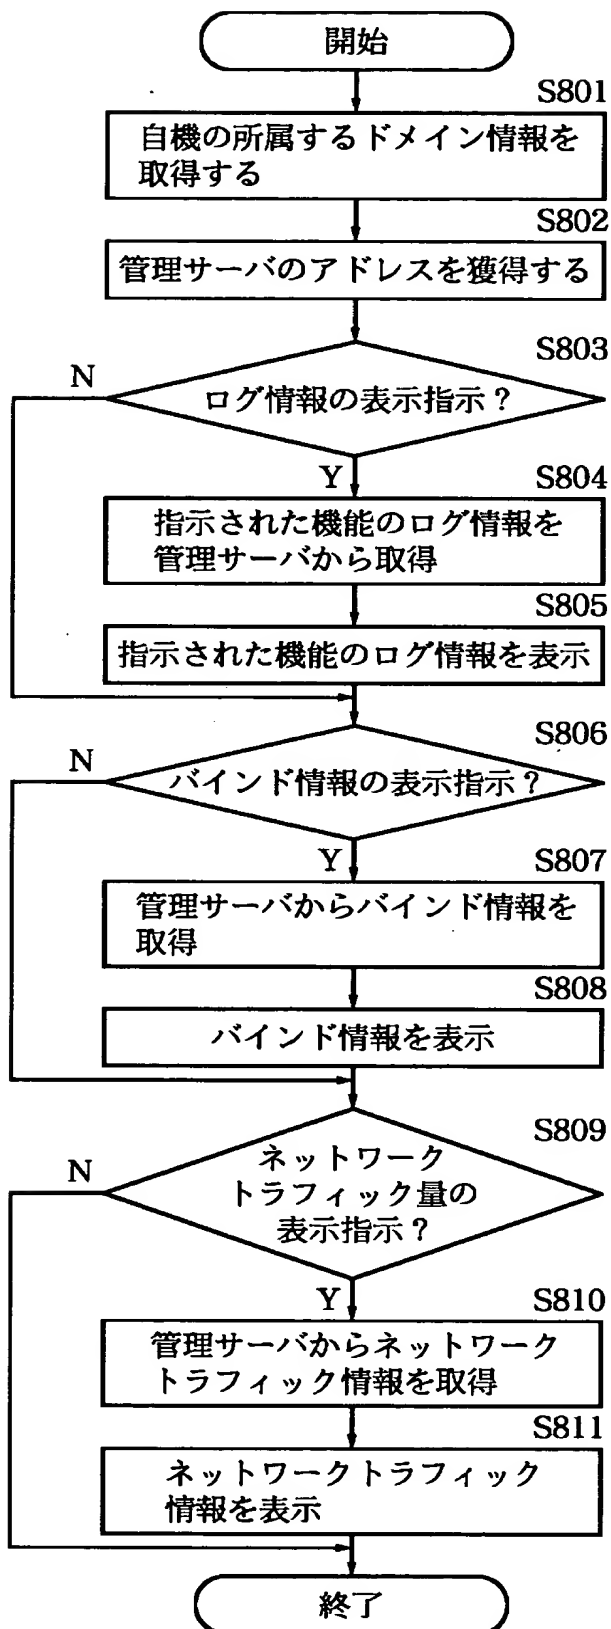 開始
S801
自機の所属するドメイン情報を
取得する
S802
管理サーバのアドレスを獲得する
S803
N
ログ情報の表示指示？
Y
S804
指示された機能のログ情報を
管理サーバから取得
S805
指示された機能のログ情報を表示
S806
N
バインド情報の表示指示？
Y
S807
管理サーバからバインド情報を
取得
S808
バインド情報を表示
S809
N
ネットワーク
トラフィック量の
表示指示？
Y
S810
管理サーバからネットワーク
トラフィック情報を取得
S811
ネットワークトラフィック
情報を表示
終了